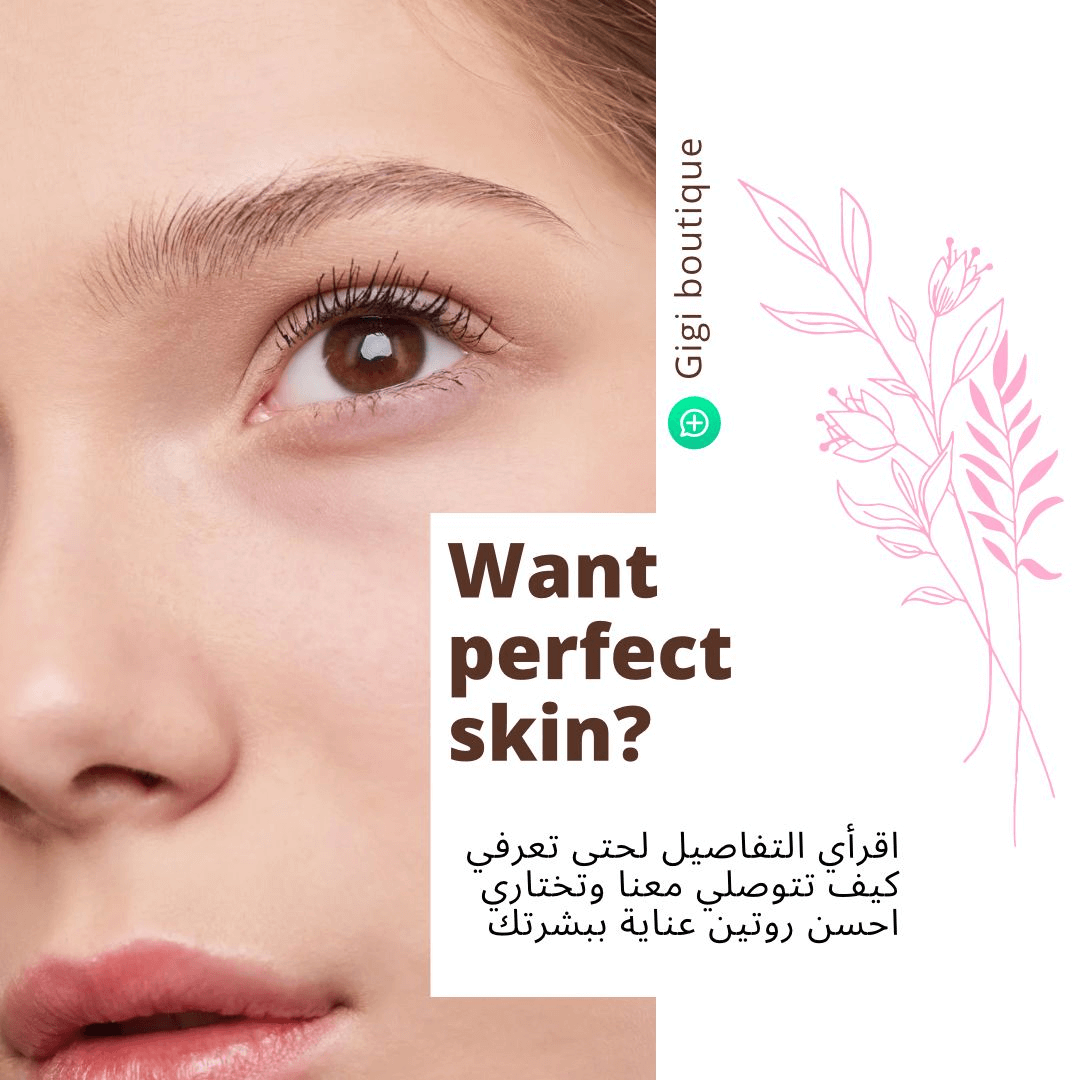 Gigi boutique
Want
perfect
skin?
اقرأي التفاصيل لحتى تعرفي
كيف تتوصلي معنا وتختاري
احسن روتين عناية ببشرتك